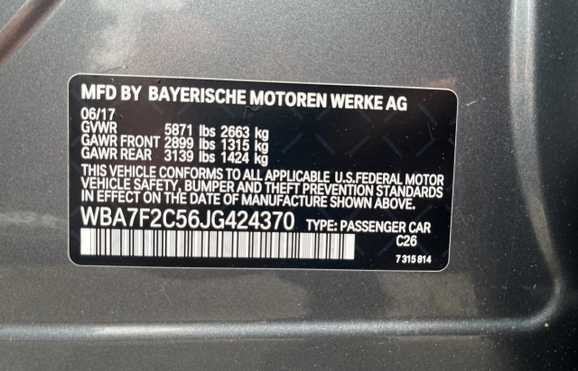 MFD BY BAYERISCHE MOTOREN WERKE AG
06/17
GVWR 5871 lbs 2663 kg
GAWR FRONT 2899 lbs 1315 kg
GAWR REAR 3139 lbs 1424 kg
THIS VEHICLE CONFORMS TO ALL APPLICABLE U.S.FEDERAL MOTOR
VEHICLE SAFETY, BUMPER AND THEFT PREVENTION STANDARDS
IN EFFECT ON THE DATE OF MANUFACTURE SHOWN ABOVE.
WBA7F2C56JG424370 TYPE: PASSENGER CAR
C26
7 315 814